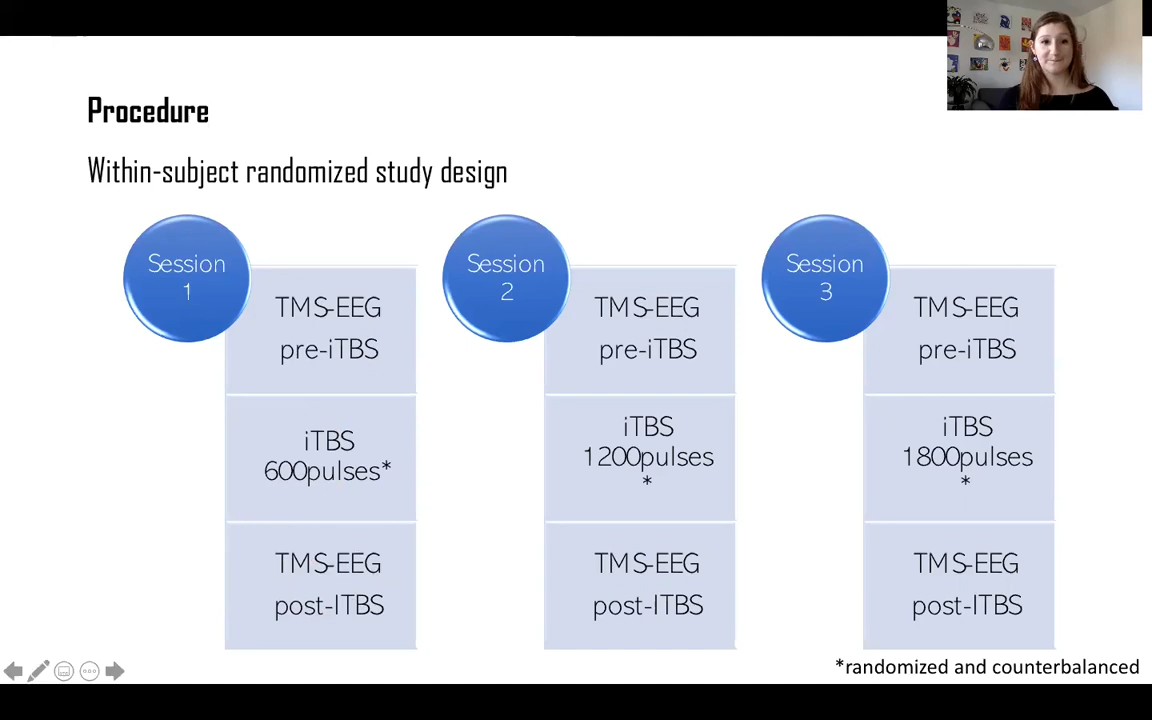 Procedure
Within-subject randomized study design
Session
1
TMS-EEG
pre-iTBS
iTBS
600pulses*
TMS-EEG
post-ITBS
Session
2
TMS-EEG
pre-iTBS
iTBS
1200pulses
*
TMS-EEG
post-ITBS
Session
3
TMS-EEG
pre-iTBS
iTBS
1800pulses
*
TMS-EEG
post-ITBS
*randomized and counterbalanced